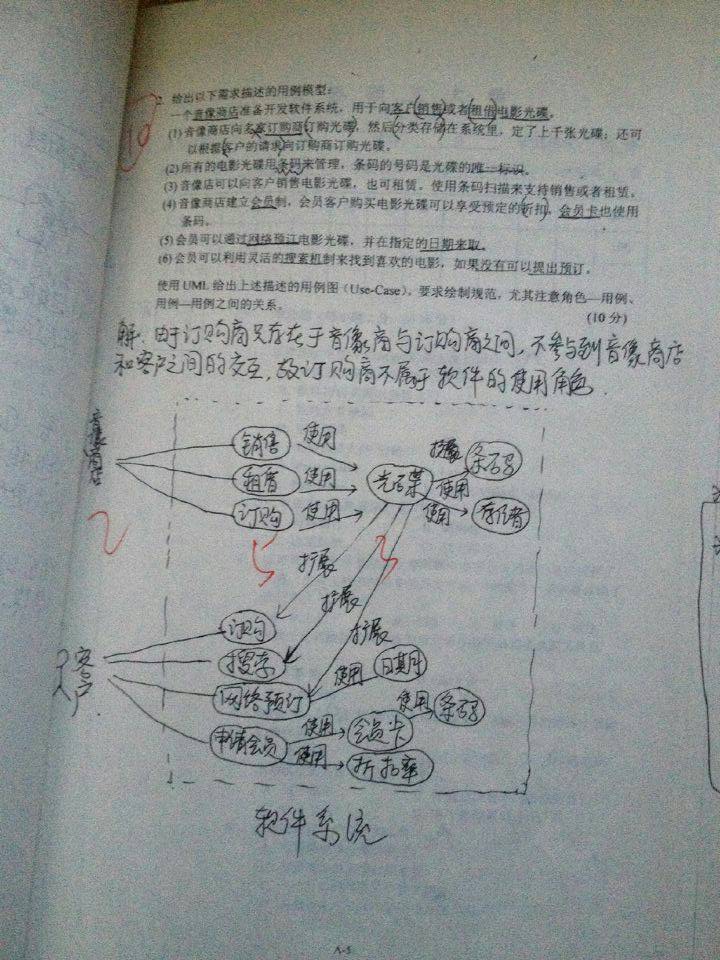 2. 给出以下需求描述的用例模型：
一个音像商店准备开发软件系统，用于向客户销售或者租借电影光碟。
(1) 音像商店向多家订购商订购光碟，然后分类存储在系统里，定了上千张光碟；还可
以根据客户的请求向订购商订购光碟。
(2) 所有的电影光碟用条码来管理，条码的号码是光碟的唯一标识。
(3) 音像店可以向客户销售电影光碟，也可租赁。使用条码扫描来支持销售或者租赁。
(4) 音像商店建立会员制，会员客户购买电影光碟可以享受预定的折扣，会员卡也使用
条码。
(5) 会员可以通过网络预订电影光碟，并在指定的日期来取。
(6) 会员可以利用灵活的搜索机制来找到喜欢的电影，如果没有可以提出预订。
使用 UML 给出上述描述的用例图（Use-Case），要求绘制规范，尤其注意角色—用例、
用例—用例之间的关系。
(10 分)
解：由于订购商只存在于音像商与订购商之间，不参与到音像商店
和客户之间的交互，故订购商不属于软件的使用角色.
音像商店
销售 使用
扩展 条码号
租借 使用 光碟 使用
订购 使用 使用 存储者
2 5 3
扩展
扩展
订购
扩展
搜索
客户
使用 日期
网络预订
使用 条码号
申请会员 使用 会员卡
使用 折扣率
软件系统
A-5